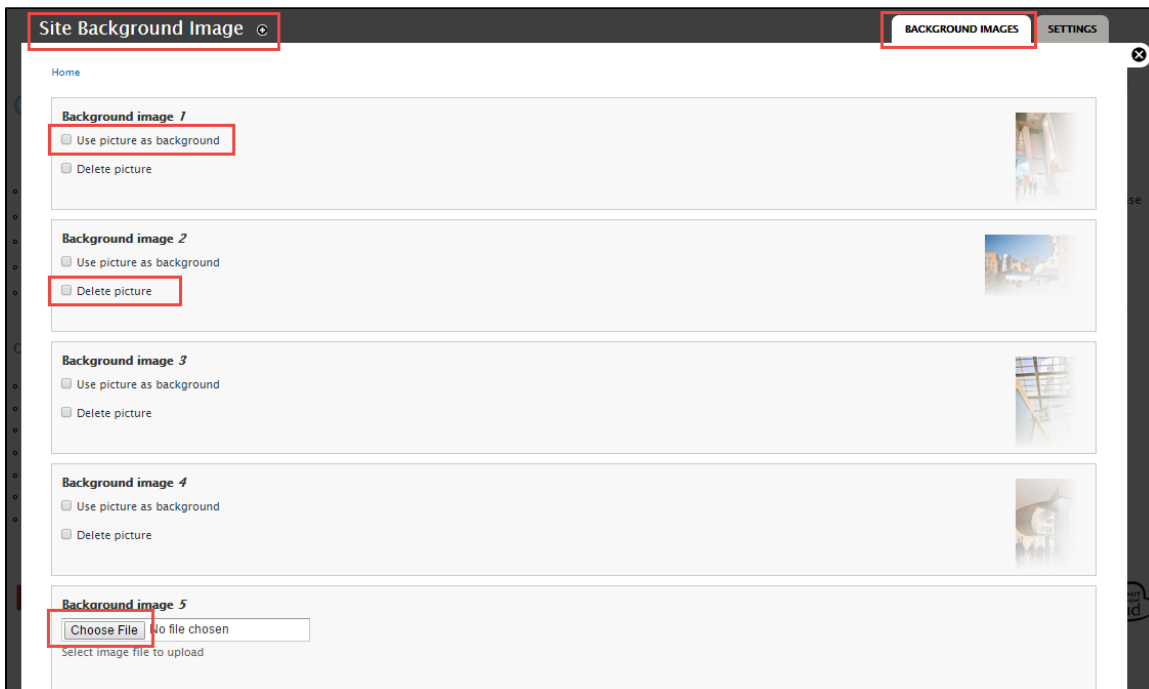 Site Background Image
BACKGROUND IMAGES
SETTINGS
Home
Background image 1
Use picture as background
Delete picture
Background image 2
Use picture as background
Delete picture
Background image 3
Use picture as background
Delete picture
Background image 4
Use picture as background
Delete picture
Background image 5
Choose File No file chosen
Select image file to upload